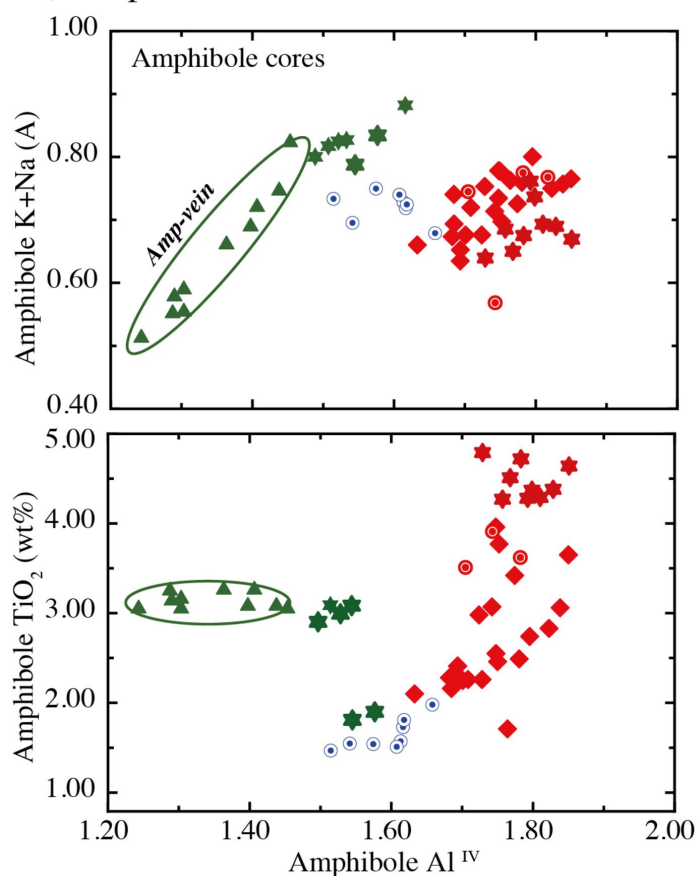 1.00
Amphibole cores
0.80
Amp-vein
0.60
0.40
Amphibole K+Na (A)
5.00
4.00
3.00
2.00
1.00
Amphibole TiO2 (wt%)
1.20 1.40 1.60 1.80 2.00
Amphibole Al IV